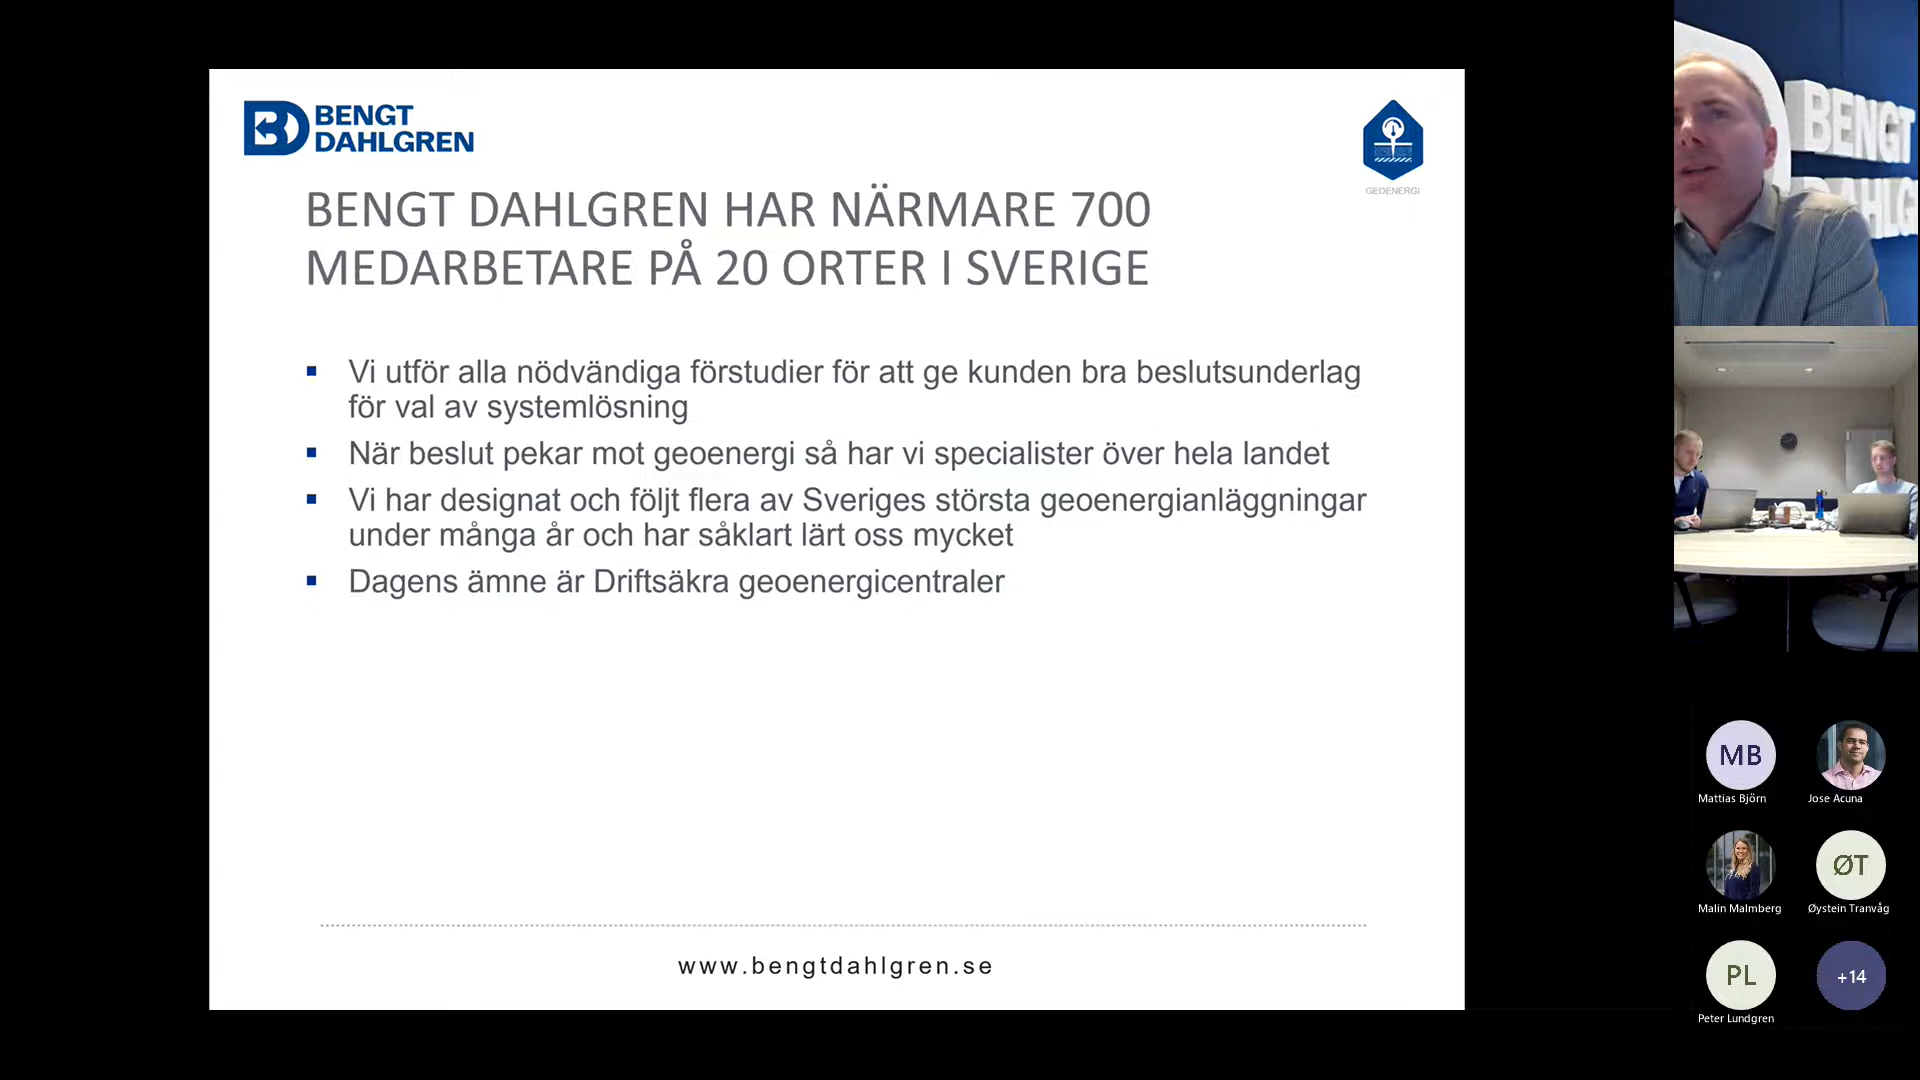 BENGT
DAHLGREN
GEOENERGI
BENGT DAHLGREN HAR NÄRMARE 700
MEDARBETARE PÅ 20 ORTER I SVERIGE
Vi utför alla nödvändiga förstudier för att ge kunden bra beslutsunderlag
för val av systemlösning
När beslut pekar mot geoenergi så har vi specialister över hela landet
Vi har designat och följt flera av Sveriges största geoenergianläggningar
under många år och har såklart lärt oss mycket
Dagens ämne är Driftsäkra geoenergicentraler
www.bengtdahlgren.se
BENGT
DAHLG
MB
Mattias Björn
Jose Acuna
Malin Malmberg
ØT
Øystein Tranvåg
PL
Peter Lundgren
+14